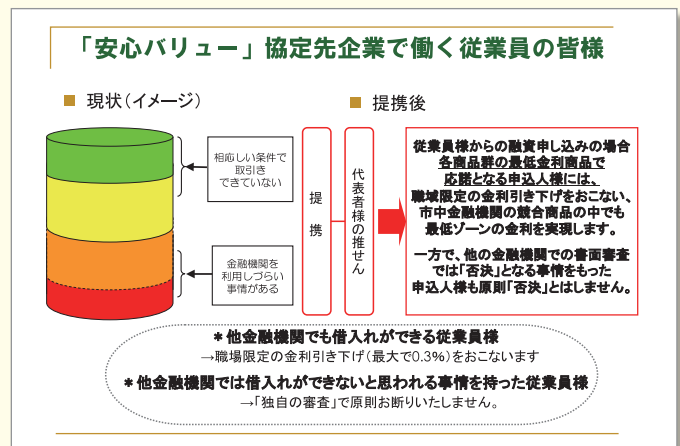 「安心バリュー」協定先企業で働く従業員の皆様
■ 現状(イメージ)
■ 提携後
相応しい条件で
取引き
できていない
金融機関を
利用しづらい
事情がある
提携
代表者様の推せん
従業員様からの融資申し込みの場合
各商品群の最低金利商品で
応諾となる申込人様には、
職域限定の金利引き下げをおこない、
市中金融機関の競合商品の中でも
最低ゾーンの金利を実現します。
一方で、他の金融機関での書面審査
では「否決」となる事情をもった
申込人様も原則「否決」とはしません。
*他金融機関でも借入れができる従業員様
→職場限定の金利引き下げ(最大で0.3%)をおこないます
*他金融機関では借入れができないと思われる事情を持った従業員様
→「独自の審査」で原則お断りいたしません。